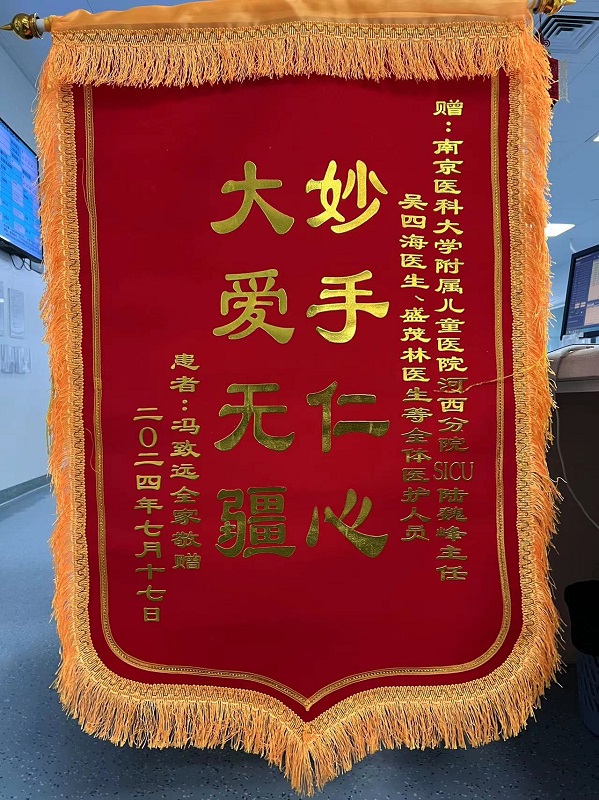 赠：南京医科大学附属儿童医院河西分院SICU 陆巍峰主任
吴四海医生、盛茂林医生等全体医护人员
妙手仁心
大爱无疆
患者：冯致远全家敬赠
二〇二四年七月十七日